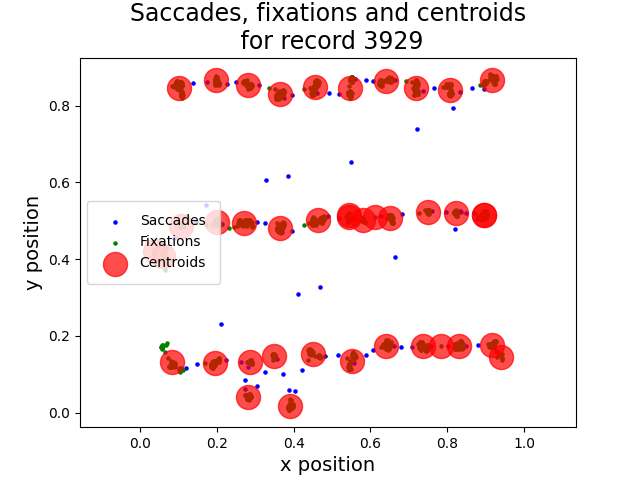 Saccades, fixations and centroids
for record 3929
y position
0.8
0.6
0.4
0.2
0.0
Saccades
Fixations
Centroids
0.0 0.2 0.4 0.6 0.8 1.0
x position